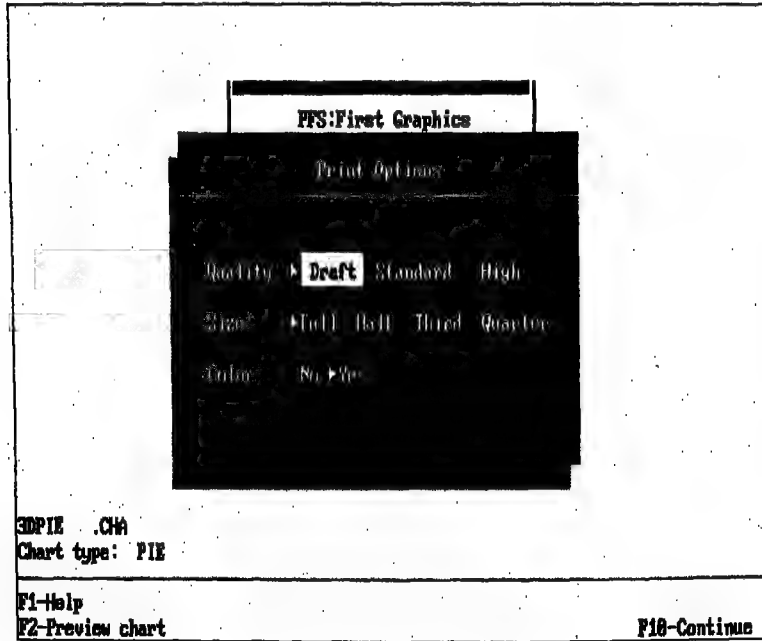 PFS:First Graphics
Print Options
Quality ▸Draft Standard High
Size: ▸Full Half Third Quarter
Color: No ▸Yes
3DPIE .CHA
Chart type: PIE
F1-Help
F2-Preview chart F10-Continue